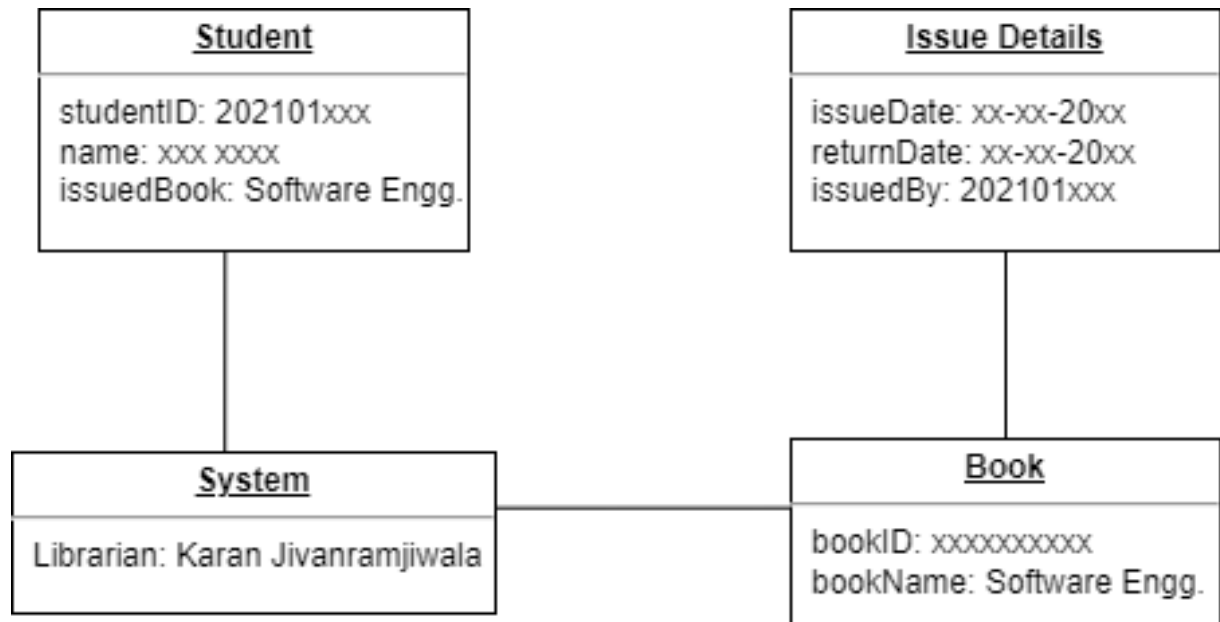 Student
studentID: 202101xxx
name: xxx xxxx
issuedBook: Software Engg.
Issue Details
issueDate: xx-xx-20xx
returnDate: xx-xx-20xx
issuedBy: 202101xxx
System
Librarian: Karan Jivanramjiwala
Book
bookID: xxxxxxxxxx
bookName: Software Engg.